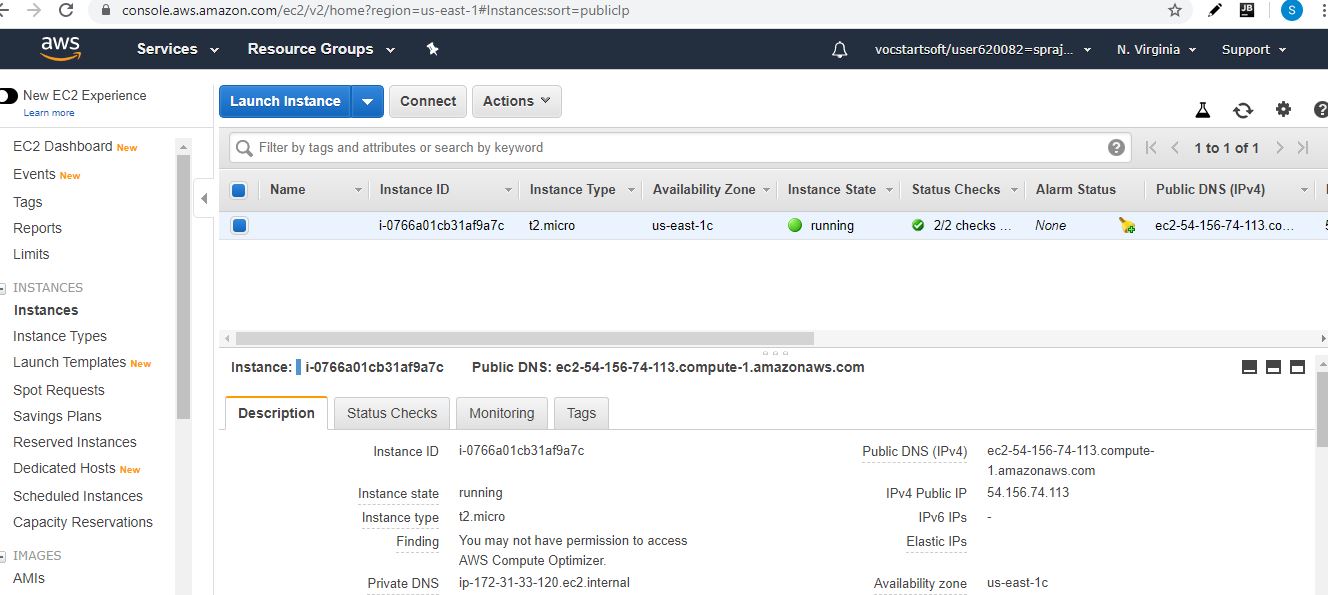 console.aws.amazon.com/ec2/v2/home?region=us-east-1#Instances:sort=publicIp
JB
S
aws
Services
Resource Groups
vocstartsoft/user620082=spraj...
N. Virginia
Support
New EC2 Experience
Learn more
Launch Instance
Connect
Actions
EC2 Dashboard New
Events New
Tags
Reports
Limits
INSTANCES
Instances
Instance Types
Launch Templates New
Spot Requests
Savings Plans
Reserved Instances
Dedicated Hosts New
Scheduled Instances
Capacity Reservations
IMAGES
AMIs
Filter by tags and attributes or search by keyword
1 to 1 of 1
Name Instance ID Instance Type Availability Zone Instance State Status Checks Alarm Status Public DNS (IPv4)
i-0766a01cb31af9a7c t2.micro us-east-1c running 2/2 checks ... None ec2-54-156-74-113.co...
Instance: i-0766a01cb31af9a7c Public DNS: ec2-54-156-74-113.compute-1.amazonaws.com
Description Status Checks Monitoring Tags
Instance ID i-0766a01cb31af9a7c
Instance state running
Instance type t2.micro
Finding You may not have permission to access
AWS Compute Optimizer.
Private DNS ip-172-31-33-120.ec2.internal
Public DNS (IPv4) ec2-54-156-74-113.compute-
1.amazonaws.com
IPv4 Public IP 54.156.74.113
IPv6 IPs -
Elastic IPs
Availability zone us-east-1c